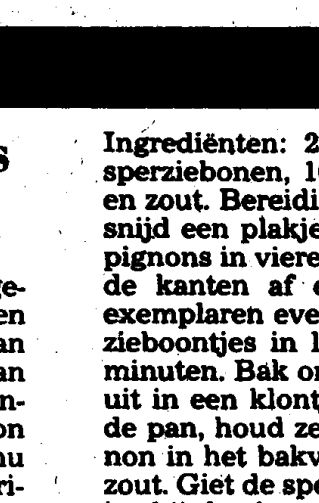 s
ge-
en
an
an
n-
on
nu
ri-
Ingrediënten: 2
sperziebonen, 1
en zout. Bereidi
snijd een plakje
pignons in viere
de kanten af
exemplaren eve
zieboontjes in l
minuten. Bak on
uit in een klont
de pan, houd ze
non in het bakv
zout. Giet de spe